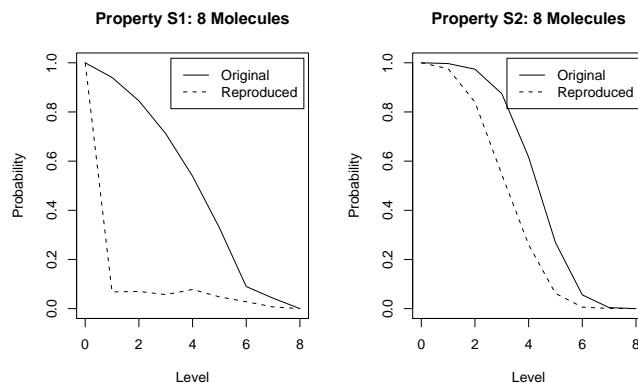 Property S1: 8 Molecules
Original
Reproduced
Probability
1.0
0.8
0.6
0.4
0.2
0.0
0 2 4 6 8
Level
Property S2: 8 Molecules
Original
Reproduced
Probability
1.0
0.8
0.6
0.4
0.2
0.0
0 2 4 6 8
Level